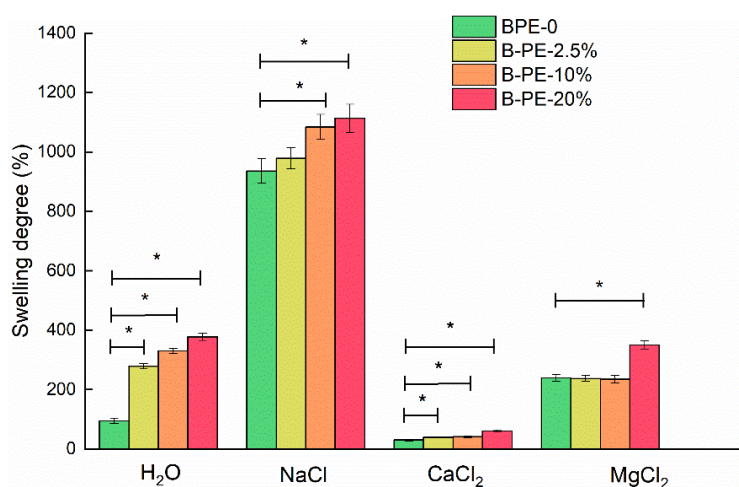 BPE-0
B-PE-2.5%
B-PE-10%
B-PE-20%
1400
1200
1000
800
600
400
200
0
Swelling degree (%)
* * * * * * * * * 
H₂O NaCl CaCl₂ MgCl₂